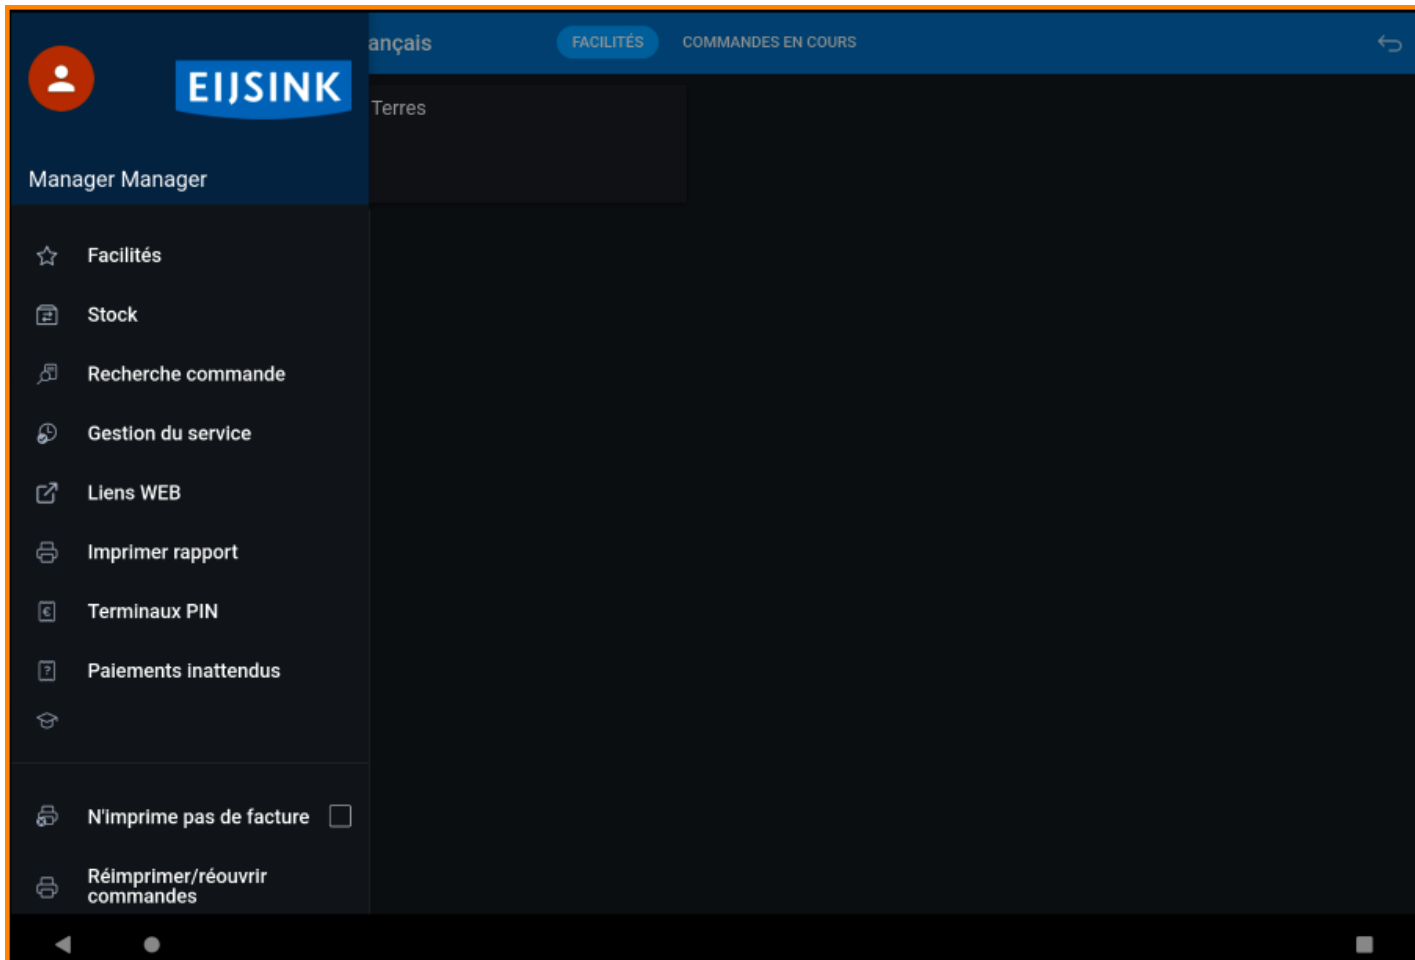 ançais
FACILITÉS
COMMANDES EN COURS
EIJSINK
Terres
Manager Manager
Facilités
Stock
Recherche commande
Gestion du service
Liens WEB
Imprimer rapport
Terminaux PIN
Paiements inattendus
N'imprime pas de facture
Réimprimer/réouvrir
commandes